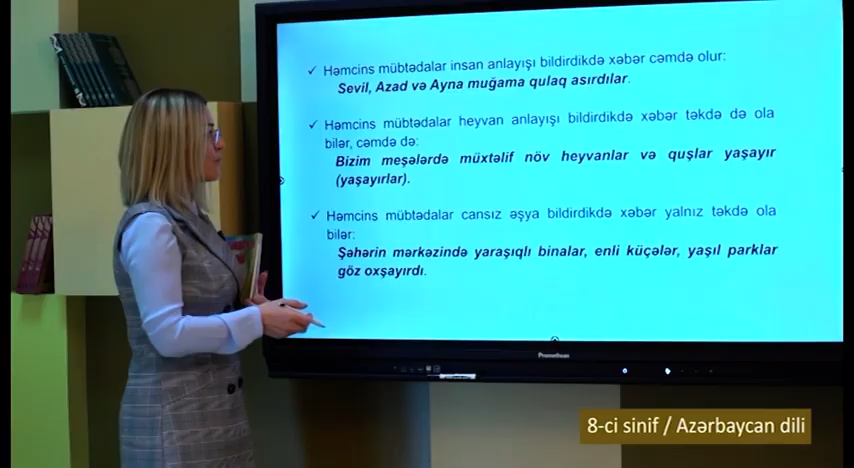 ✓ Həmcins mübtədalar insan anlayışı bildirdikdə xəbər cəmdə olur:
Sevil, Azad və Ayna muğama qulaq asırdılar.
✓ Həmcins mübtədalar heyvan anlayışı bildirdikdə xəbər təkdə də ola
bilər, cəmdə də:
Bizim meşələrdə müxtəlif növ heyvanlar və quşlar yaşayır
(yaşayırlar).
✓ Həmcins mübtədalar cansız əşya bildirdikdə xəbər yalnız təkdə ola
bilər:
Şəhərin mərkəzində yaraşıqlı binalar, enli küçələr, yaşıl parklar
göz oxşayırdı.
Promethean
8-ci sinif / Azərbaycan dili